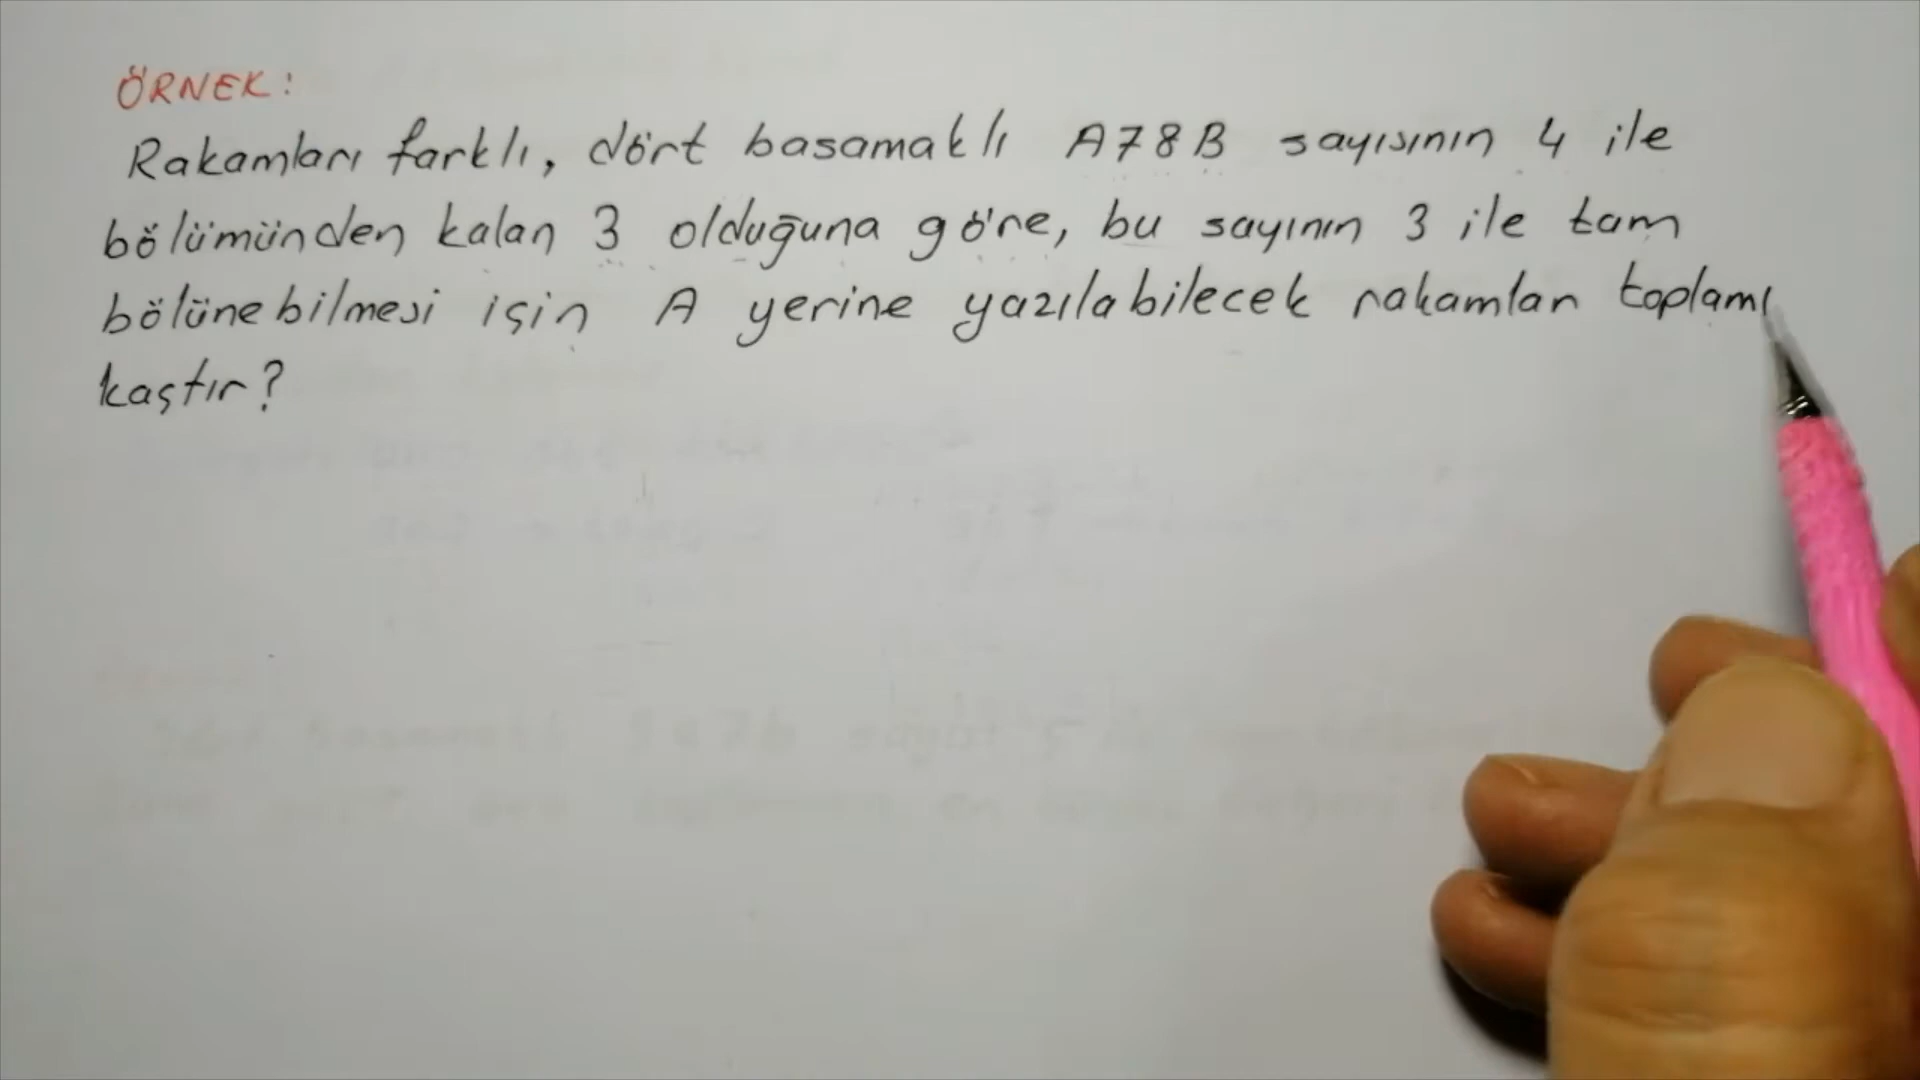 ÖRNEK:
Rakamları farklı, dört basamaklı A78B sayısının 4 ile
bölümünden kalan 3 olduğuna göre, bu sayının 3 ile tam
bölünebilmesi için A yerine yazılabilecek rakamlar toplamı
kaçtır?